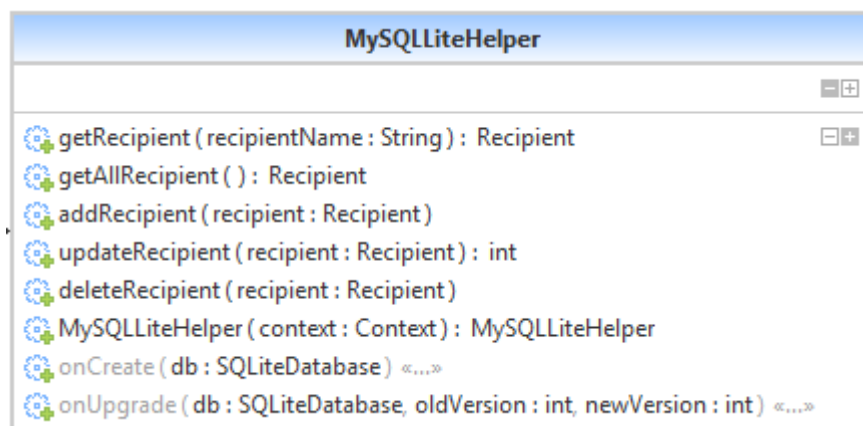 MySQLLiteHelper
getRecipient ( recipientName : String ) : Recipient
getAllRecipient ( ) : Recipient
addRecipient ( recipient : Recipient )
updateRecipient ( recipient : Recipient ) : int
deleteRecipient ( recipient : Recipient )
MySQLLiteHelper ( context : Context ) : MySQLLiteHelper
onCreate ( db : SQLiteDatabase ) «...»
onUpgrade ( db : SQLiteDatabase, oldVersion : int, newVersion : int ) «...»